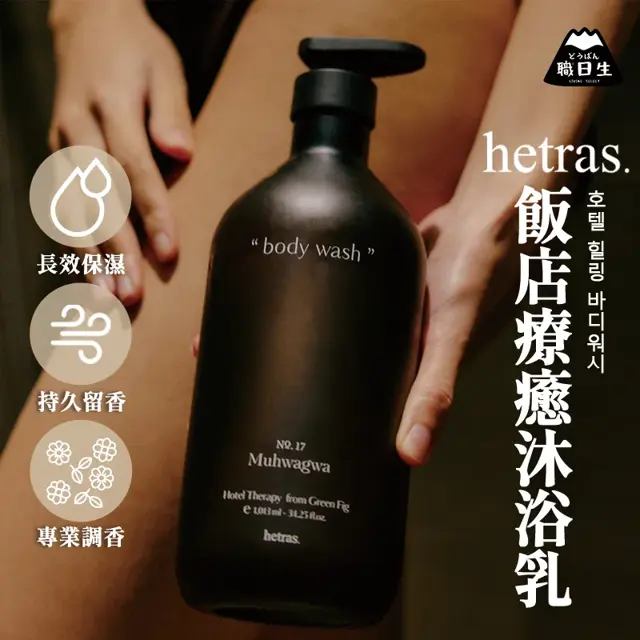 どうばん
職日生
hetras.
飯店療癒沐浴乳
호텔 힐링 바디워시
長效保濕
持久留香
專業調香
“ body wash ”
Nº. 17
Muhwagwa
Hotel Therapy from Green Fig
e 1,013 ml - 34.25 fl.oz.
hetras.